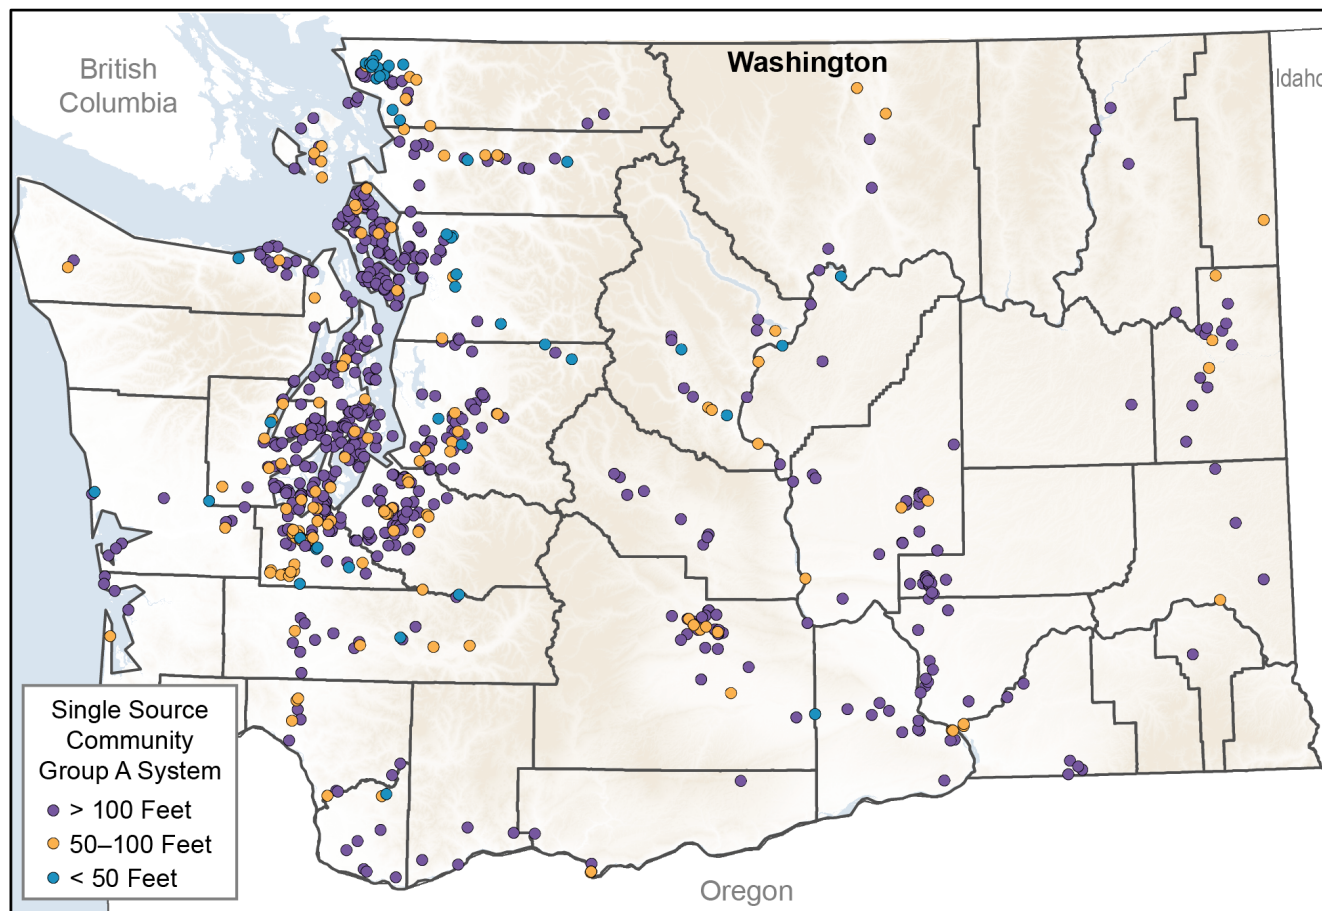 British
Columbia
Washington
Idaho
Single Source
Community
Group A System
> 100 Feet
50–100 Feet
< 50 Feet
Oregon